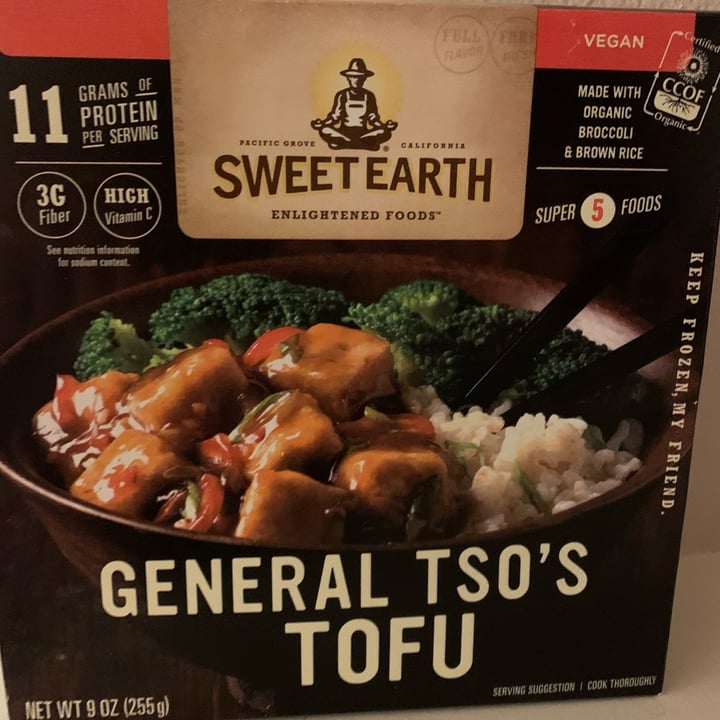 FULL
FLAVOR
VEGAN
Certified
CCOF
Organic
11
GRAMS OF
PROTEIN
PER SERVING
MADE WITH
ORGANIC
BROCCOLI
& BROWN RICE
PACIFIC GROVE CALIFORNIA
SWEET EARTH®
ENLIGHTENED FOODS™
3G
Fiber
HIGH
Vitamin C
SUPER 5 FOODS
See nutrition information
for sodium content.
KEEP FROZEN, MY FRIEND.
GENERAL TSO'S
TOFU
SERVING SUGGESTION | COOK THOROUGHLY
NET WT 9 OZ (255g)